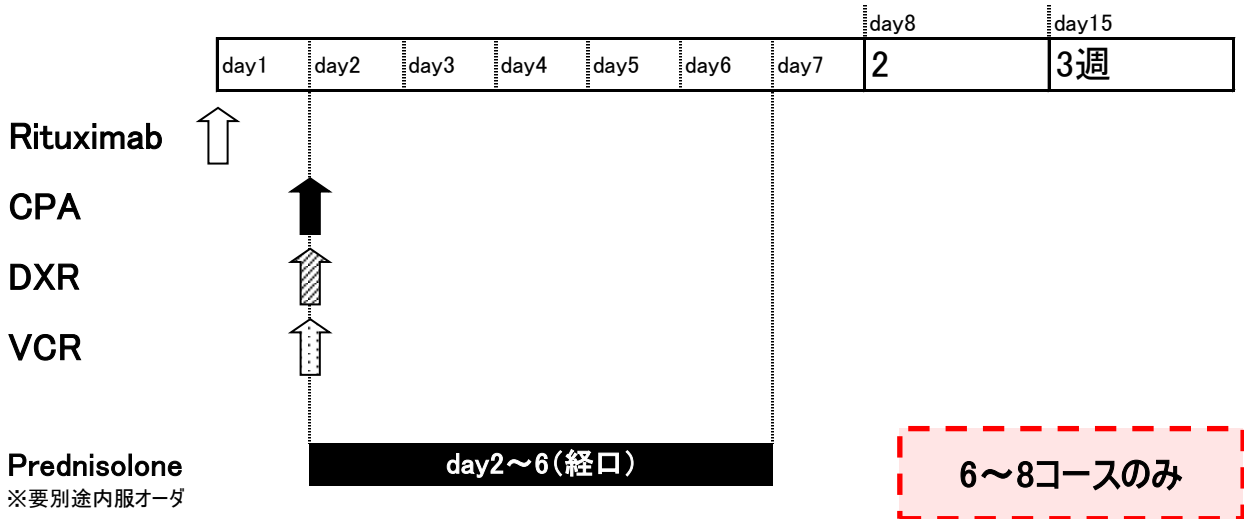 day8
day15
day1
day2
day3
day4
day5
day6
day7
2
3週
Rituximab
CPA
DXR
VCR
Prednisolone
※要別途内服オーダ
day2～6(経口)
6～8コースのみ